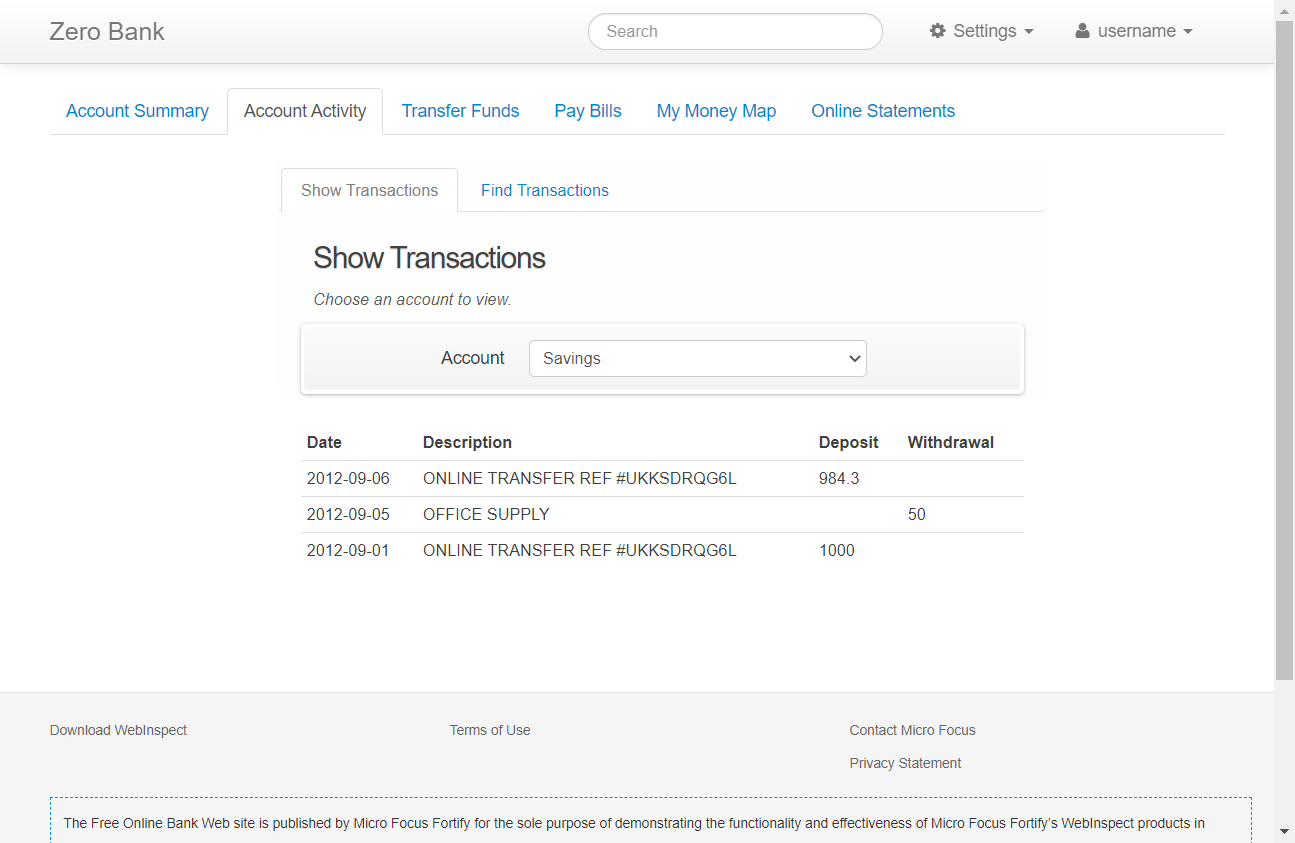 Zero Bank
Search
Settings
username
Account Summary
Account Activity
Transfer Funds
Pay Bills
My Money Map
Online Statements
Show Transactions
Find Transactions
Show Transactions
Choose an account to view.
Account
Savings
Date Description Deposit Withdrawal
2012-09-06 ONLINE TRANSFER REF #UKKSDRQG6L 984.3
2012-09-05 OFFICE SUPPLY 50
2012-09-01 ONLINE TRANSFER REF #UKKSDRQG6L 1000
Download WebInspect
Terms of Use
Contact Micro Focus
Privacy Statement
The Free Online Bank Web site is published by Micro Focus Fortify for the sole purpose of demonstrating the functionality and effectiveness of Micro Focus Fortify's WebInspect products in